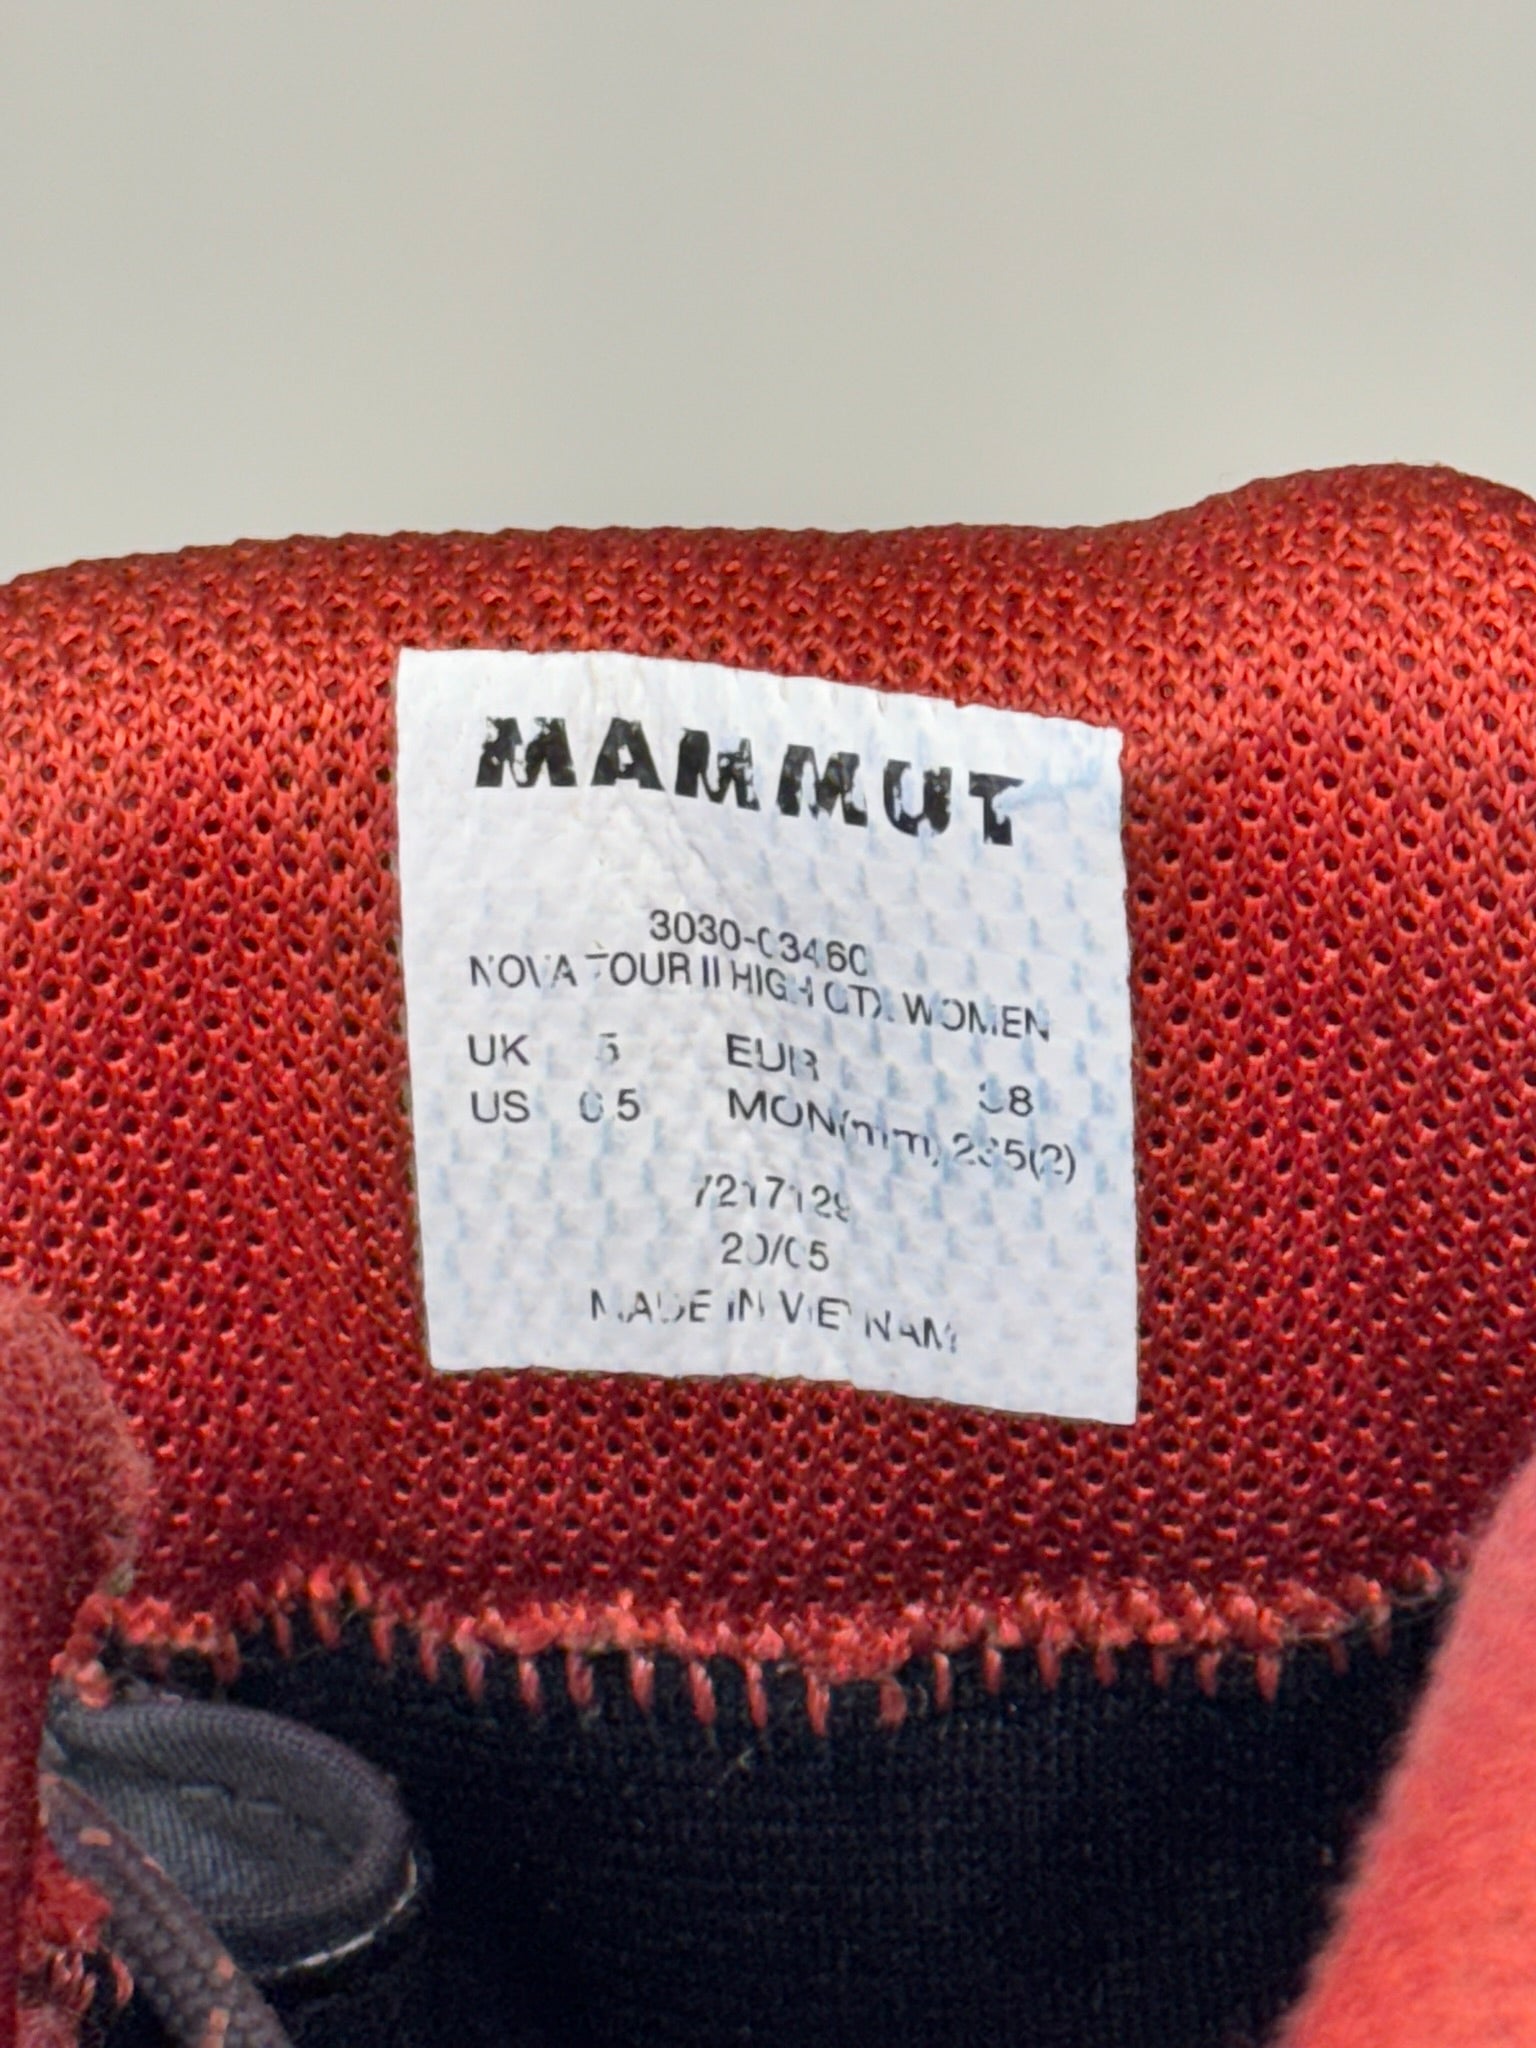 MAMMUT
3030-03460
NOVA TOUR II HIGH GTX WOMEN
UK 5 EUR 38
US 6.5 MON(mm) 235(2)
7217129
20/05
MADE IN VIETNAM